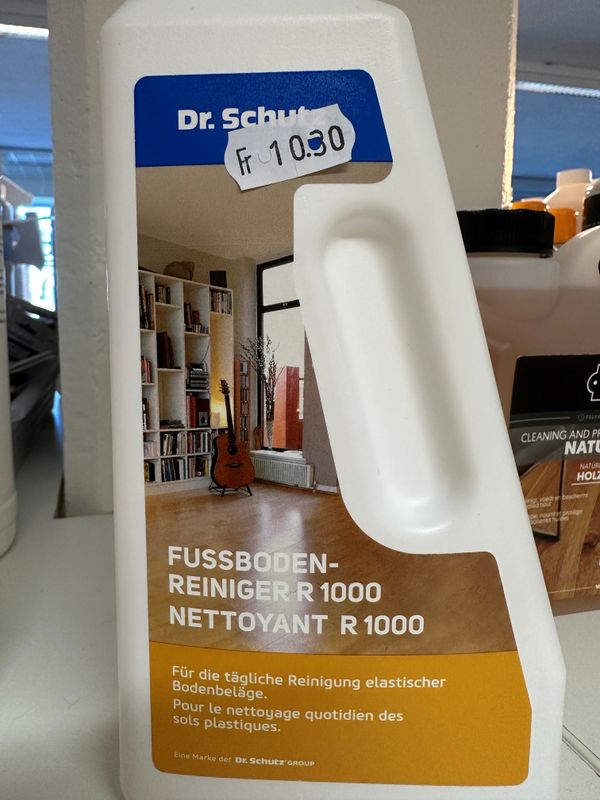 Dr. Schutz
Fr 10.30
FUSSBODEN-
REINIGER R 1000
NETTOYANT R 1000
Für die tägliche Reinigung elastischer
Bodenbeläge.
Pour le nettoyage quotidien des
sols plastiques.
Eine Marke der Dr. Schutz GROUP
CLEANING AND PR
NATU
NATUR
HOLZ